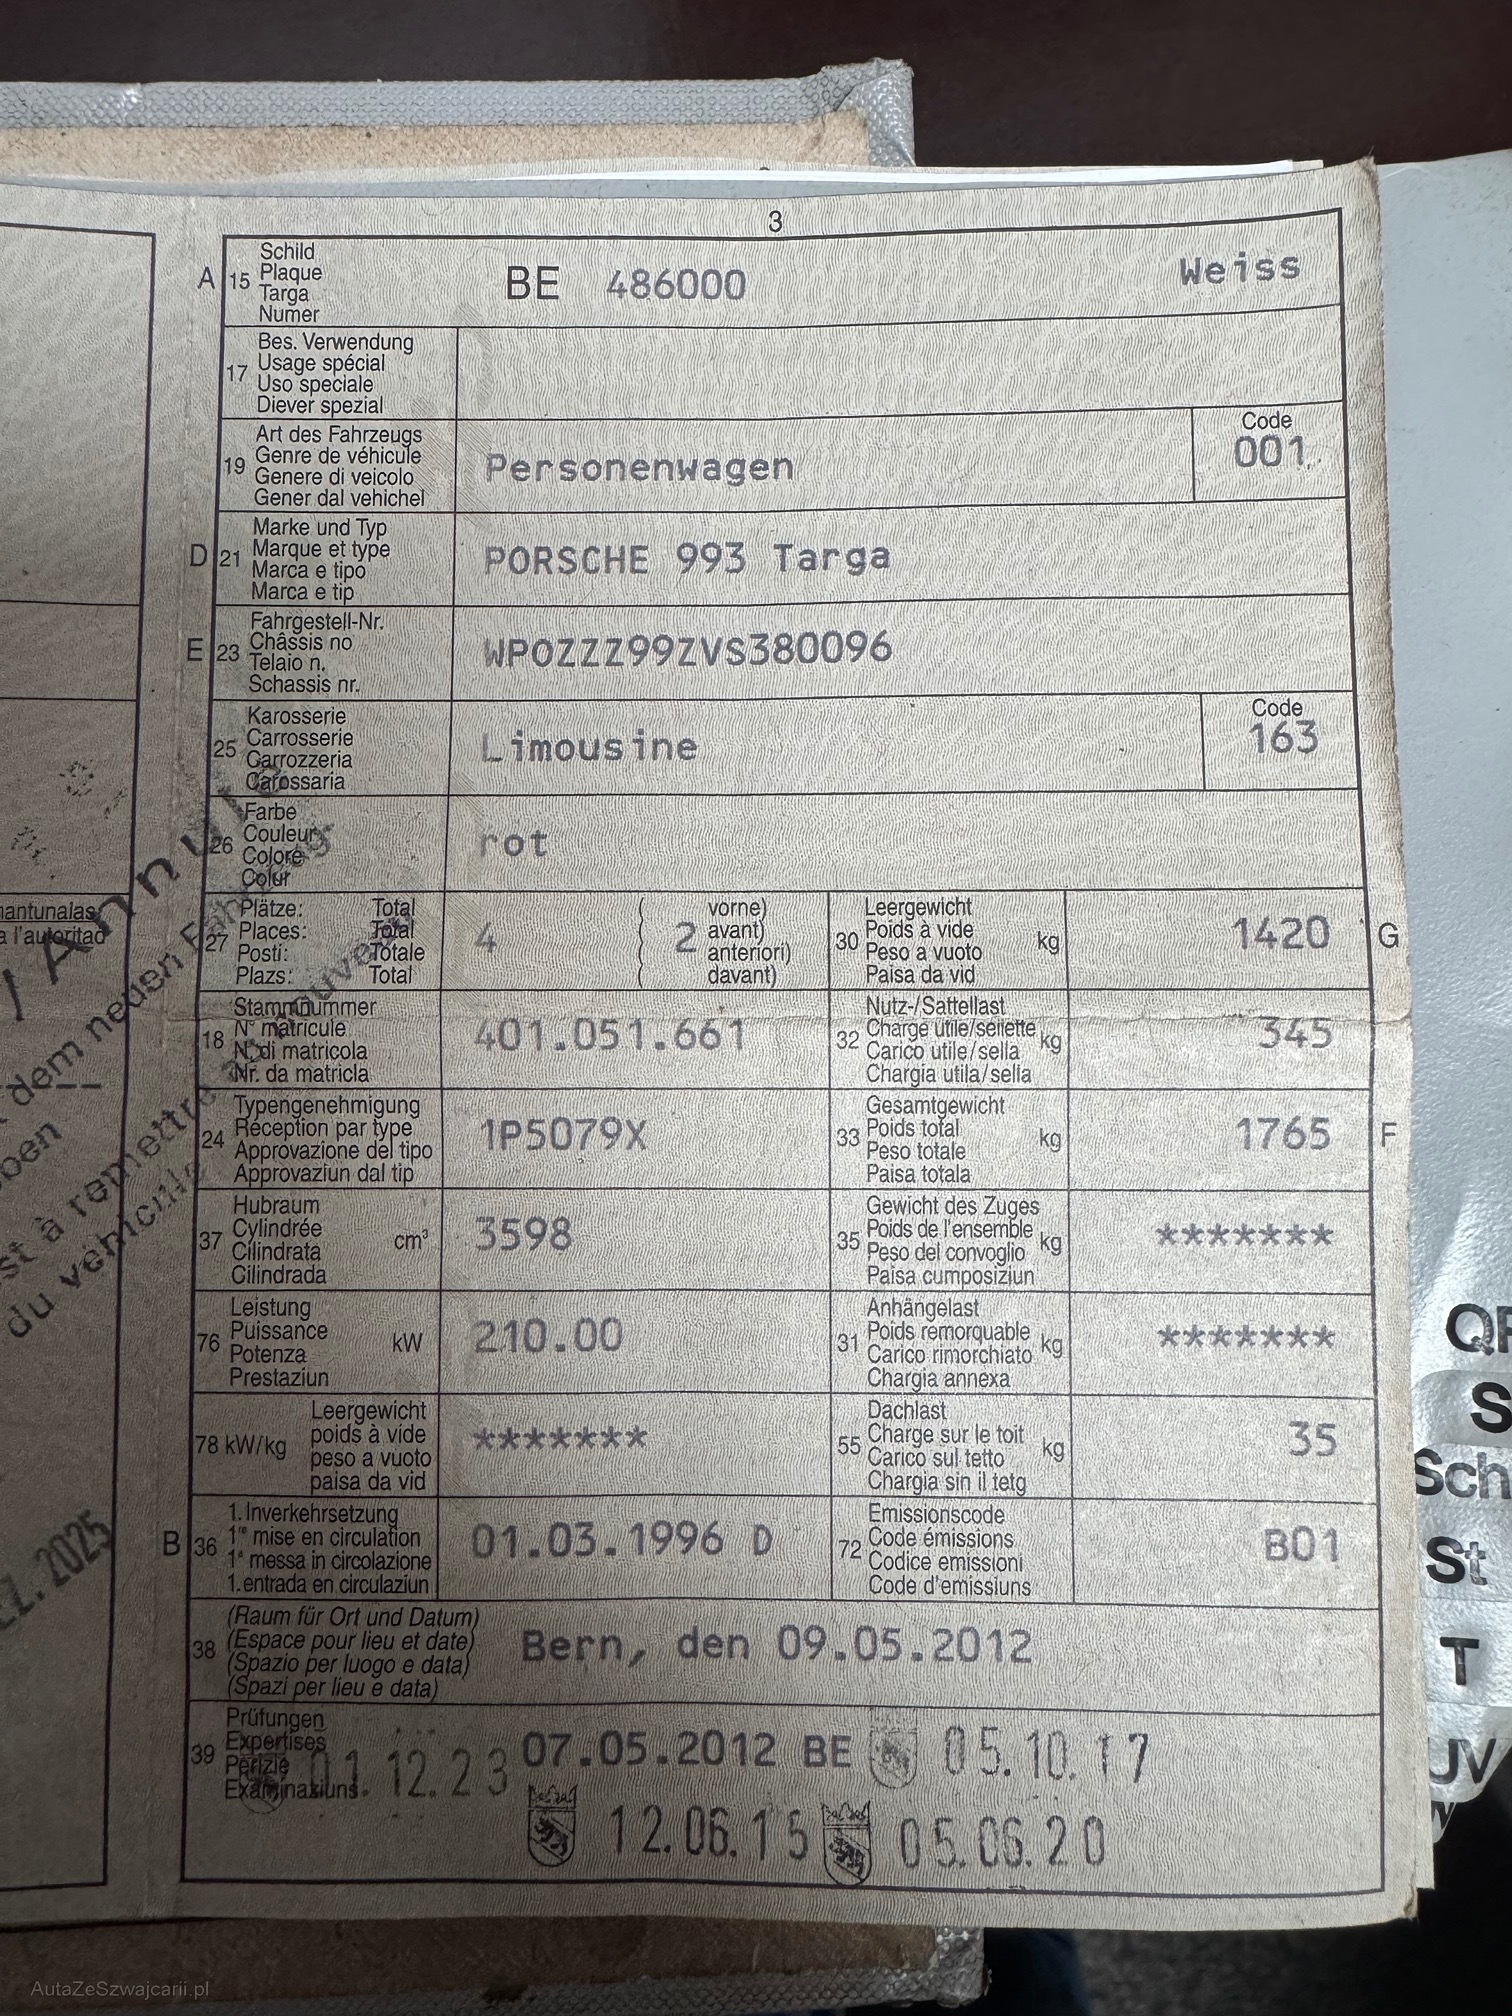 3
A 15 Schild
Plaque
Targa
Numer
BE 486000 Weiss
17 Bes. Verwendung
Usage spécial
Uso speciale
Diever spezial
19 Art des Fahrzeugs
Genre de véhicule
Genere di veicolo
Gener dal vehichel
Personenwagen
Code
001
D 21 Marke und Typ
Marque et type
Marca e tipo
Marca e tip
PORSCHE 993 Targa
E 23 Fahrgestell-Nr.
Châssis no
Telaio n.
Schassis nr.
WP0ZZZ99ZVS380096
25 Karosserie
Carrosserie
Carrozzeria
Carossaria
Limousine
Code
163
26 Farbe
Couleur
Colore
Colur
rot
27 Plätze: Total
Places: Total
Posti: Totale
Plazs: Total
4
2
vorne)
avant)
anteriori)
davant)
30 Leergewicht
Poids à vide
Peso a vuoto
Paisa da vid
kg
1420 G
18 Stammnummer
N° matricule
N. di matricola
Nr. da matricla
401.051.661
32 Nutz-/Sattellast
Charge utile/sellette
Carico utile/sella
Chargia utila/sella
kg
345
24 Typengenehmigung
Réception par type
Approvazione del tipo
Approvaziun dal tip
1P5079X
33 Gesamtgewicht
Poids total
Peso totale
Paisa totala
kg
1765 F
37 Hubraum
Cylindrée
Cilindrata
Cilindrada
cm³
3598
35 Gewicht des Zuges
Poids de l'ensemble
Peso del convoglio
Paisa cumposiziun
kg
*******
76 Leistung
Puissance
Potenza
Prestaziun
kW
210.00
31 Anhängelast
Poids remorquable
Carico rimorchiato
Chargia annexa
kg
*******
78 kW/kg
Leergewicht
poids à vide
peso a vuoto
paisa da vid
*******
55 Dachlast
Charge sur le toit
Carico sul tetto
Chargia sin il tetg
kg
35
B 36 1. Inverkehrsetzung
1re mise en circulation
1a messa in circolazione
1. entrada en circulaziun
01.03.1996 D
72 Emissionscode
Code émissions
Codice emissioni
Code d'emissiuns
B01
38 (Raum für Ort und Datum)
(Espace pour lieu et date)
(Spazio per luogo e data)
(Spazi per lieu e data)
Bern, den 09.05.2012
39 Prüfungen
Expertises
Perizie
Examinaziuns
01.12.23 07.05.2012 BE 05.10.17
12.06.15 05.06.20
mantunalas
a l'autoritad
/ Annulé
dem neuen
à remettre
du véhicule
nouveau
2025
Sch
St
T
UV
AutaZeSzwajcarii.pl